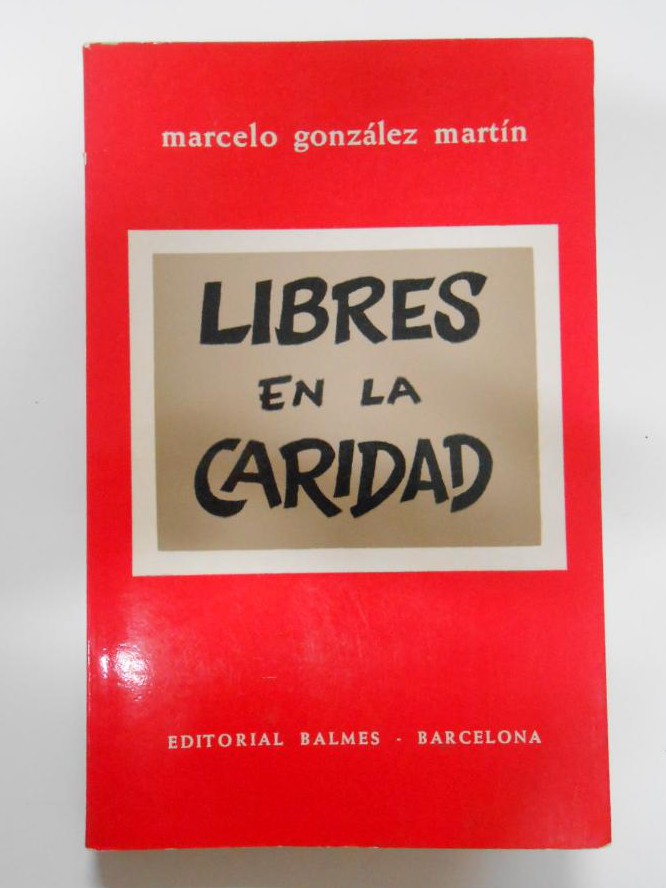 marcelo gonzález martín
LIBRES
EN LA
CARIDAD
EDITORIAL BALMES - BARCELONA